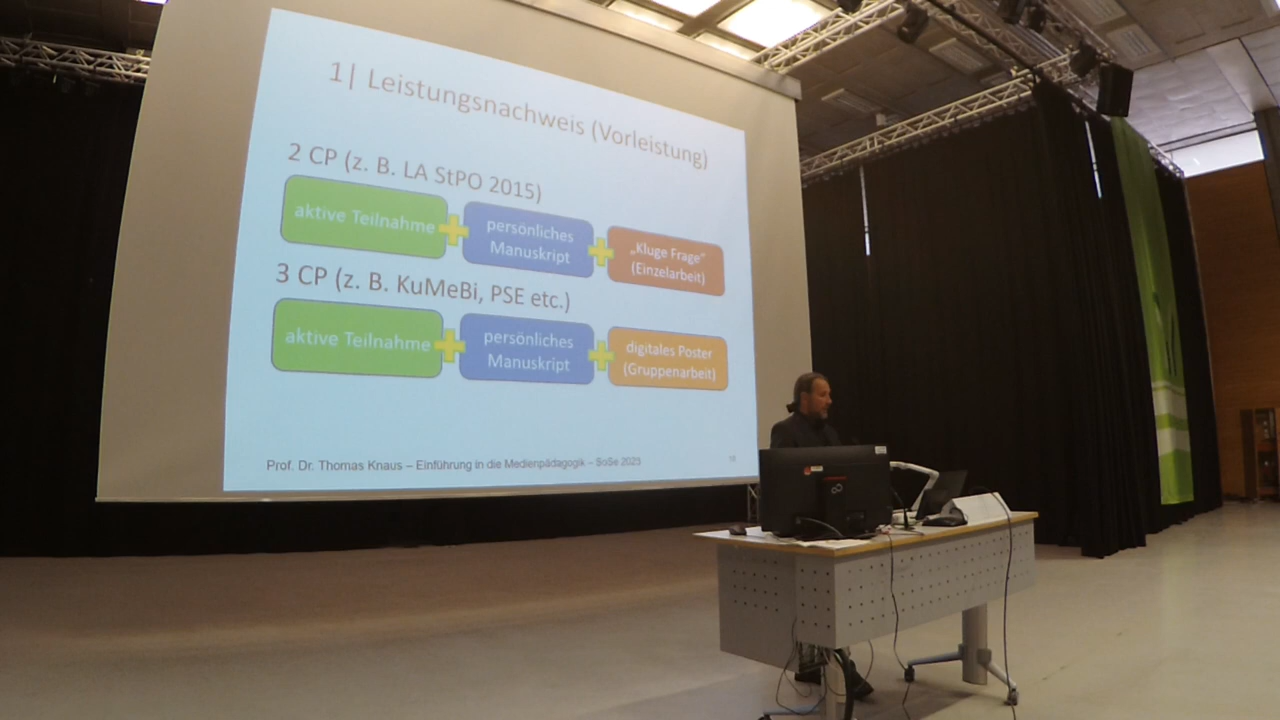 1| Leistungsnachweis (Vorleistung)
2 CP (z. B. LA StPO 2015)
aktive Teilnahme
persönliches
Manuskript
„Kluge Frage"
(Einzelarbeit)
3 CP (z. B. KuMeBi, PSE etc.)
aktive Teilnahme
persönliches
Manuskript
digitales Poster
(Gruppenarbeit)
Prof. Dr. Thomas Knaus – Einführung in die Medienpädagogik – SoSe 2025